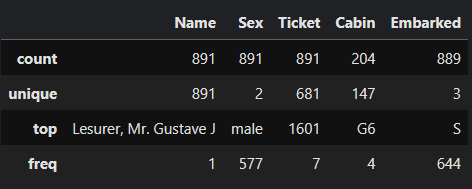 Name Sex Ticket Cabin Embarked
count 891 891 891 204 889
unique 891 2 681 147 3
top Lesurer, Mr. Gustave J male 1601 G6 S
freq 1 577 7 4 644